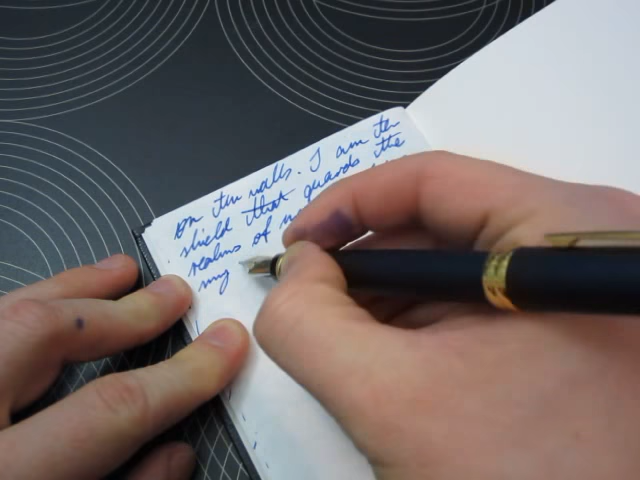 on the walls. I am the
shield that guards the
realms of
my